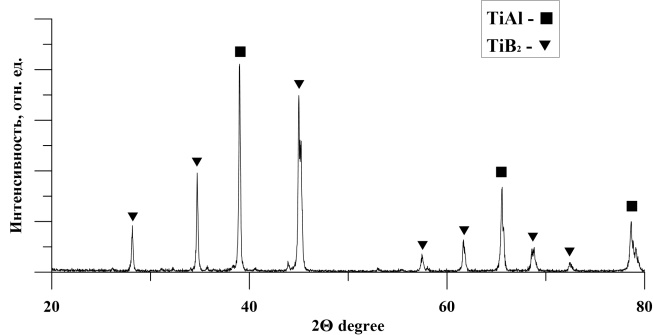 TiAl - ■
TiB₂ - ▼
Интенсивность, отн. ед.
20 40 60 80
2Θ degree